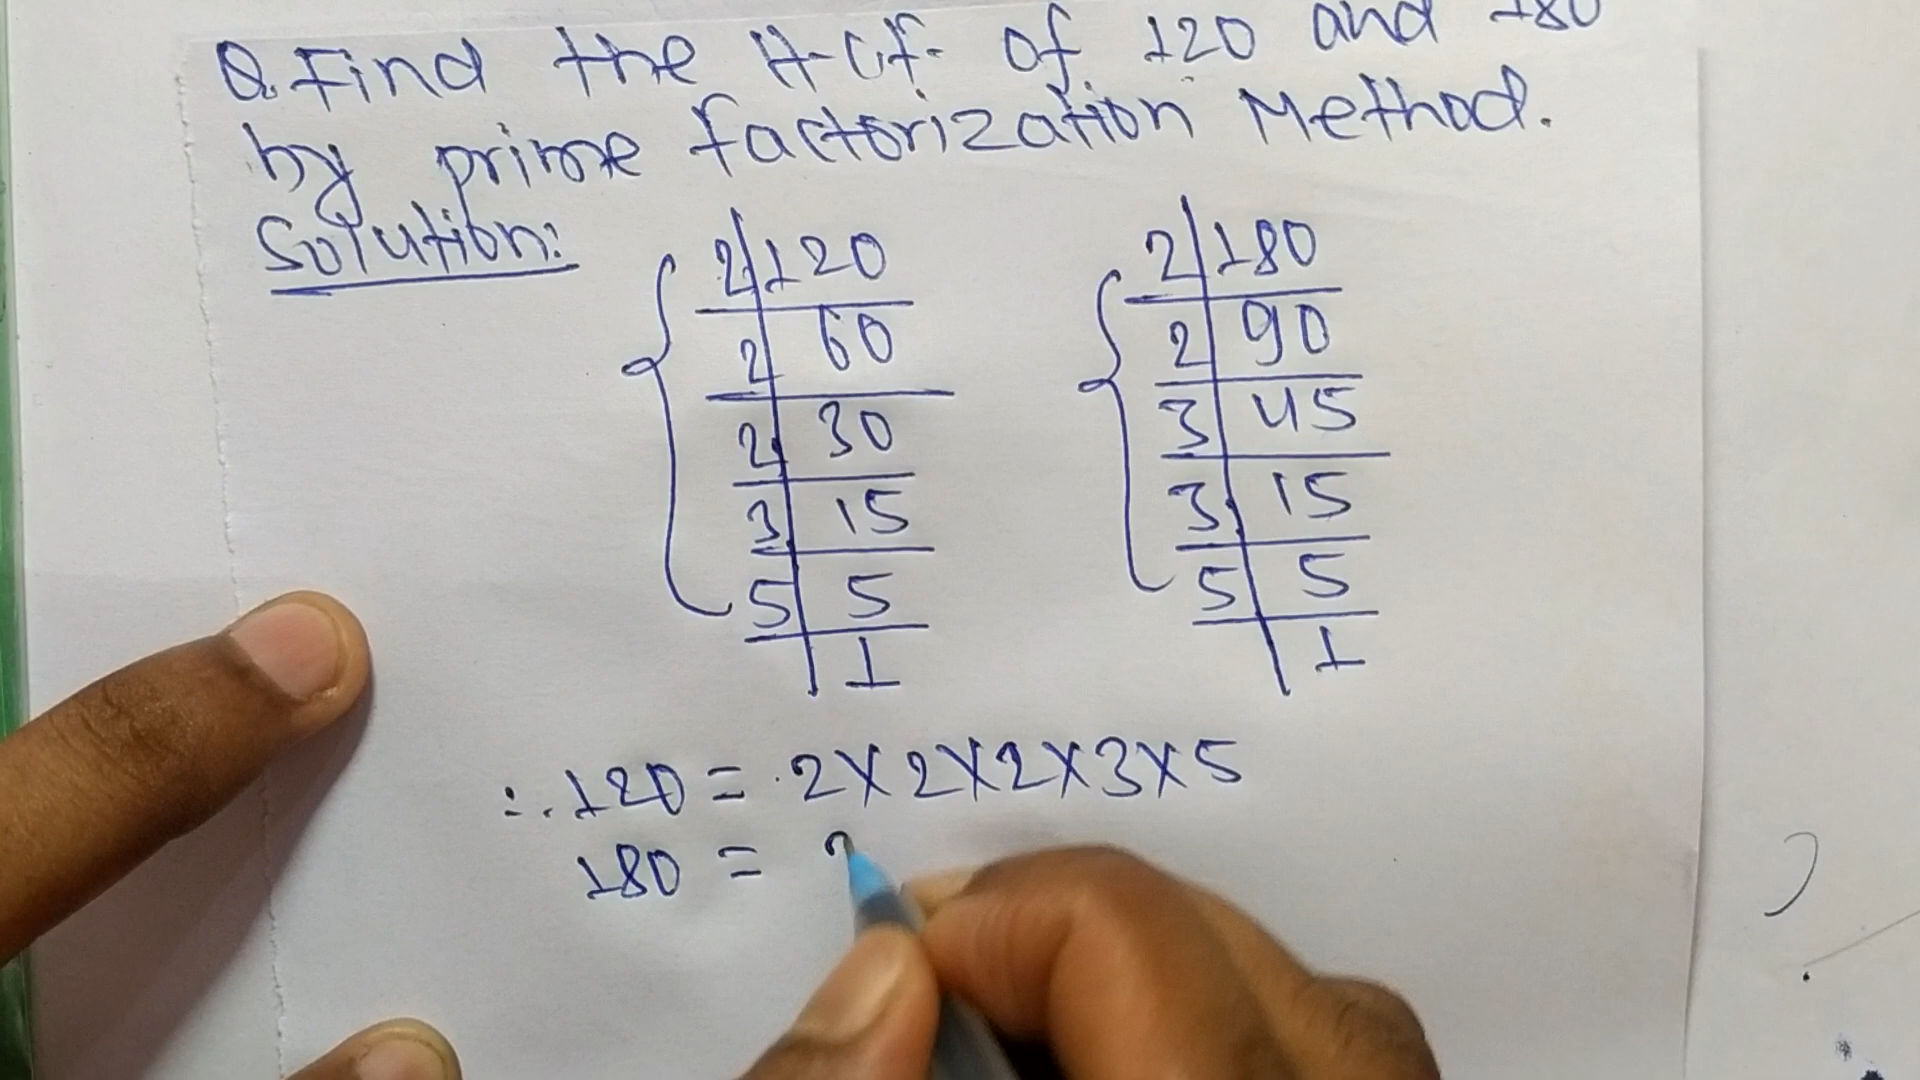 Q. Find the H.C.F. of 120 and 180
by prime factorization Method.
Solution:
2 120
2 60
2 30
3 15
5 5
1
2 180
2 90
3 45
3 15
5 5
1
∴ 120 = 2×2×2×3×5
180 = 2